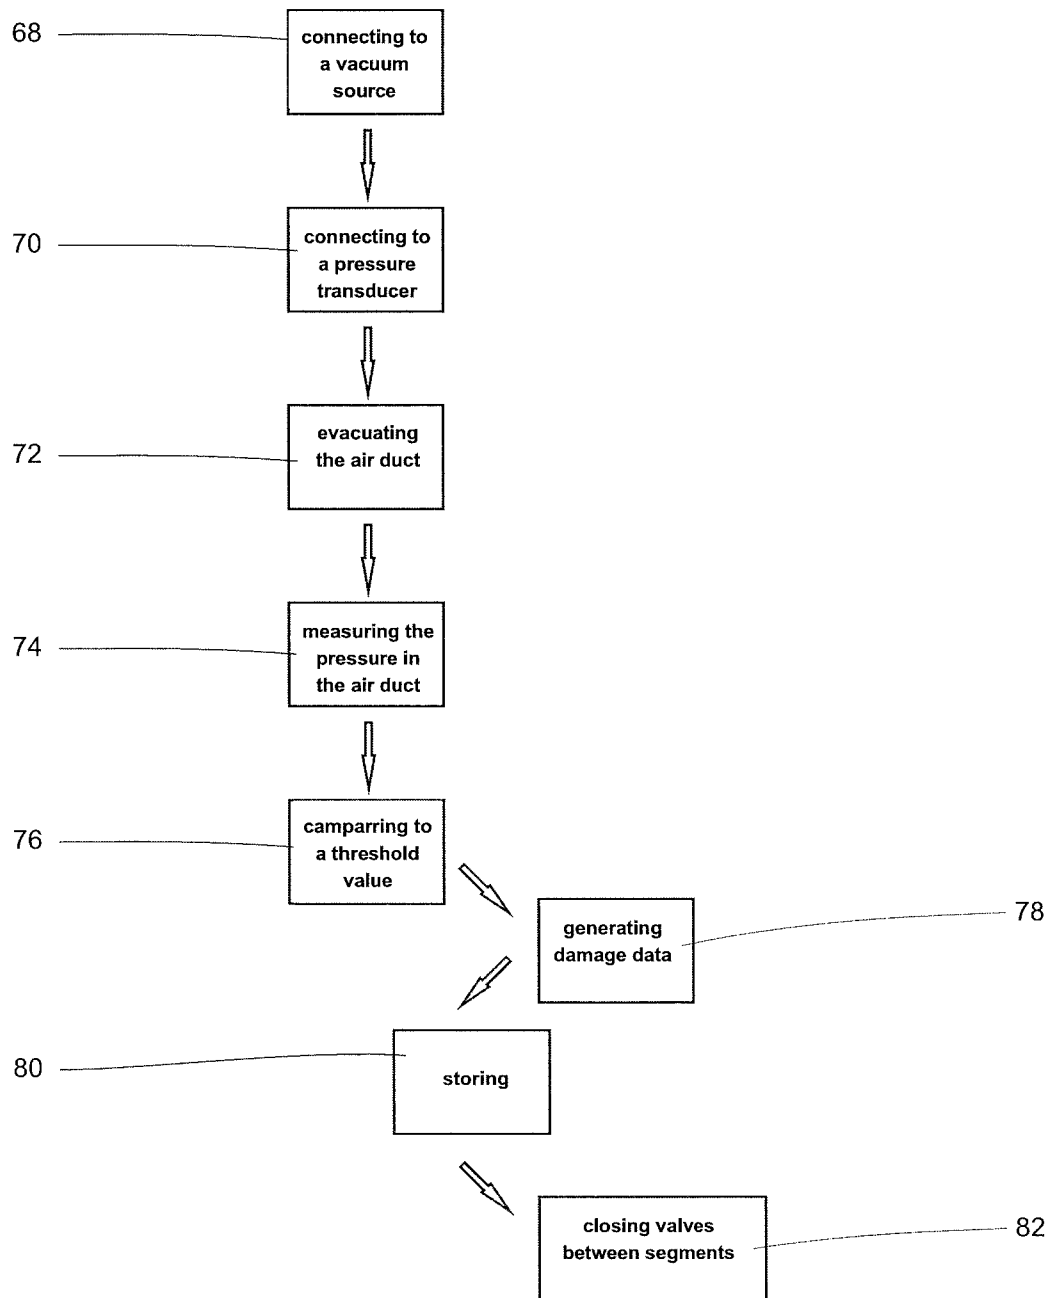 68
connecting to
a vacuum
source
70
connecting to
a pressure
transducer
72
evacuating
the air duct
74
measuring the
pressure in
the air duct
76
camparring to
a threshold
value
generating
damage data
78
80
storing
closing valves
between segments
82